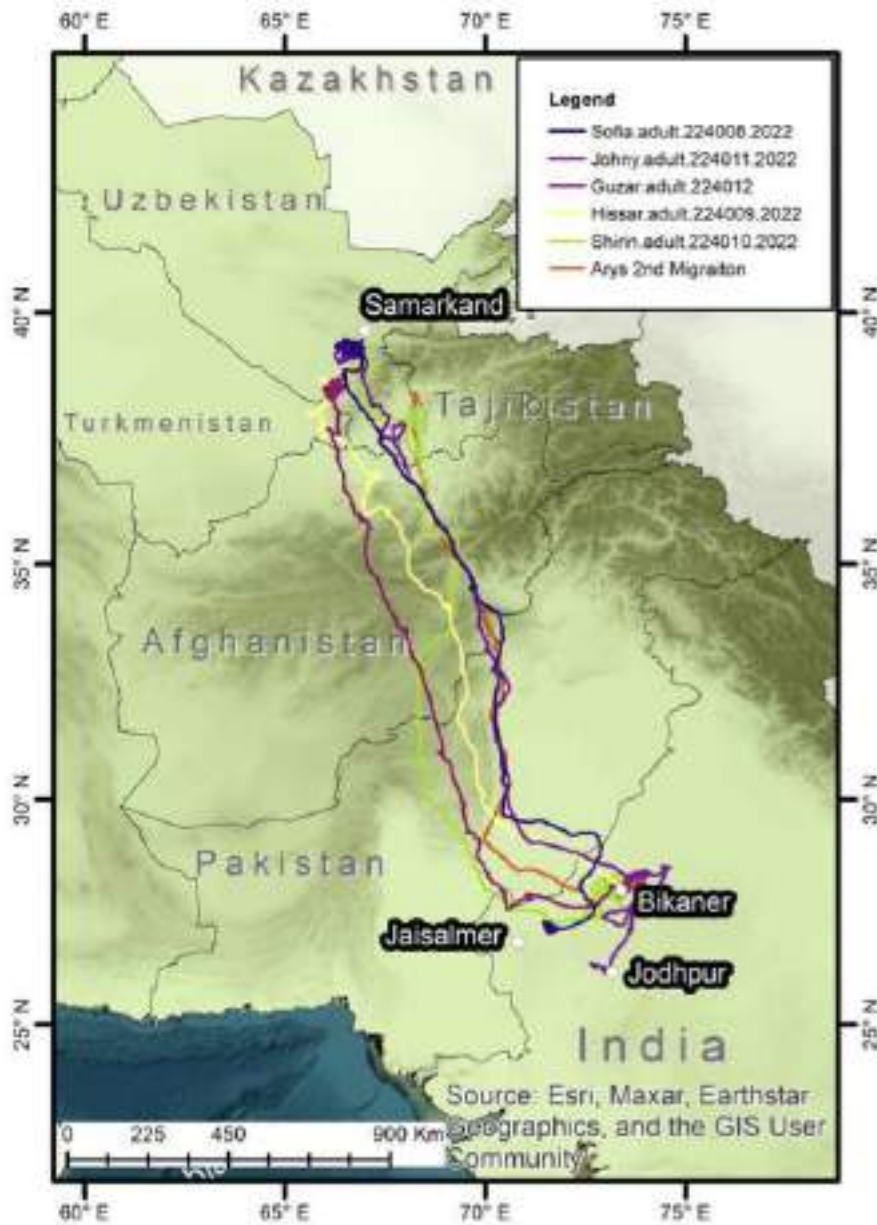 60° E 65° E 70° E 75° E
Kazakhstan
Legend
Sofia.adult.224008.2022
Johny.adult.224011.2022
Guzar.adult.224012
Hissar.adult.224009.2022
Shirin.adult.224010.2022
Arys 2nd Migraiton
Uzbekistan
40° N 40° N
Samarkand
Tajikistan
Turkmenistan
35° N 35° N
Afghanistan
30° N 30° N
Pakistan
Bikaner
Jaisalmer
Jodhpur
25° N 25° N
India
Source: Esri, Maxar, Earthstar
Geographics, and the GIS User
Community
0 225 450 900 Km
60° E 65° E 70° E 75° E